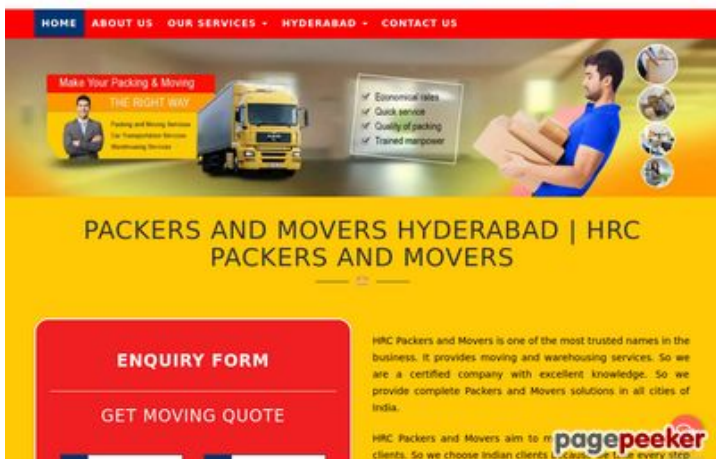 HOME ABOUT US OUR SERVICES HYDERABAD CONTACT US
Make Your Packing & Moving
THE RIGHT WAY
Packing and Moving Services
Car Transportation Services
Warehousing Services
Economical rates
Quick service
Quality of packing
Trained manpower
PACKERS AND MOVERS HYDERABAD | HRC
PACKERS AND MOVERS
ENQUIRY FORM
GET MOVING QUOTE
HRC Packers and Movers is one of the most trusted names in the
business. It provides moving and warehousing services. So we
are a certified company with excellent knowledge. So we
provide complete Packers and Movers solutions in all cities of
India.
HRC Packers and Movers aim to
clients. So we choose Indian clients take every step
pagepeeker